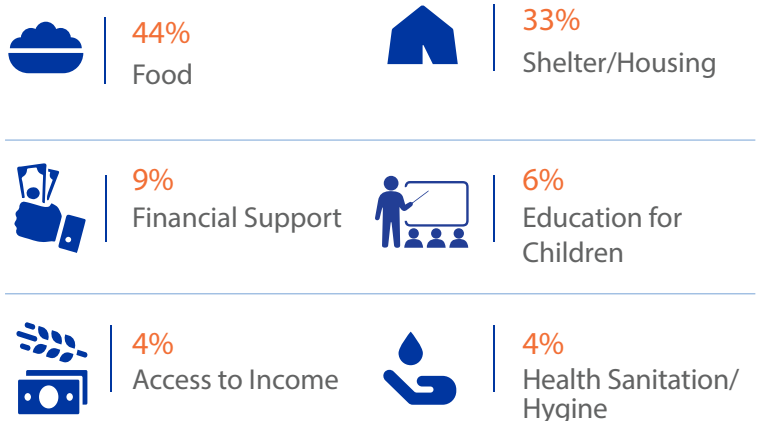 44%
Food
33%
Shelter/Housing
9%
Financial Support
6%
Education for
Children
4%
Access to Income
4%
Health Sanitation/
Hygine